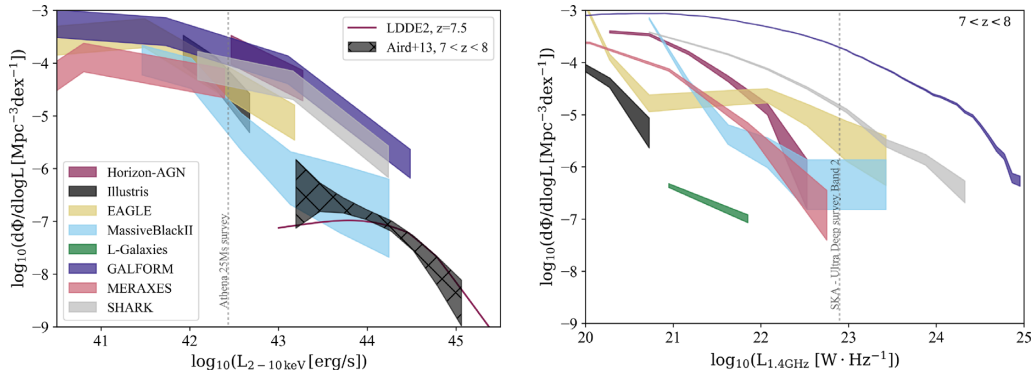 log₁₀(dΦ/dlogL [Mpc⁻³dex⁻¹]
−3
−4
−5
−6
−7
−8
−9
LDDE2, z=7.5
Aird+13, 7 < z < 8
Horizon-AGN
Illustris
EAGLE
MassiveBlackII
L-Galaxies
GALFORM
MERAXES
SHARK
Athena 25Ms survey
41 42 43 44 45
log₁₀(L₂₋₁₀ₖₑᵥ [erg/s])
log₁₀(dΦ/dlogL) [Mpc⁻³dex⁻¹]
−3
−4
−5
−6
−7
−8
−9
7 < z < 8
SKA - Ultra Deep survey Band 2
20 21 22 23 24 25
log₁₀(L₁.₄GHz [W · Hz⁻¹])